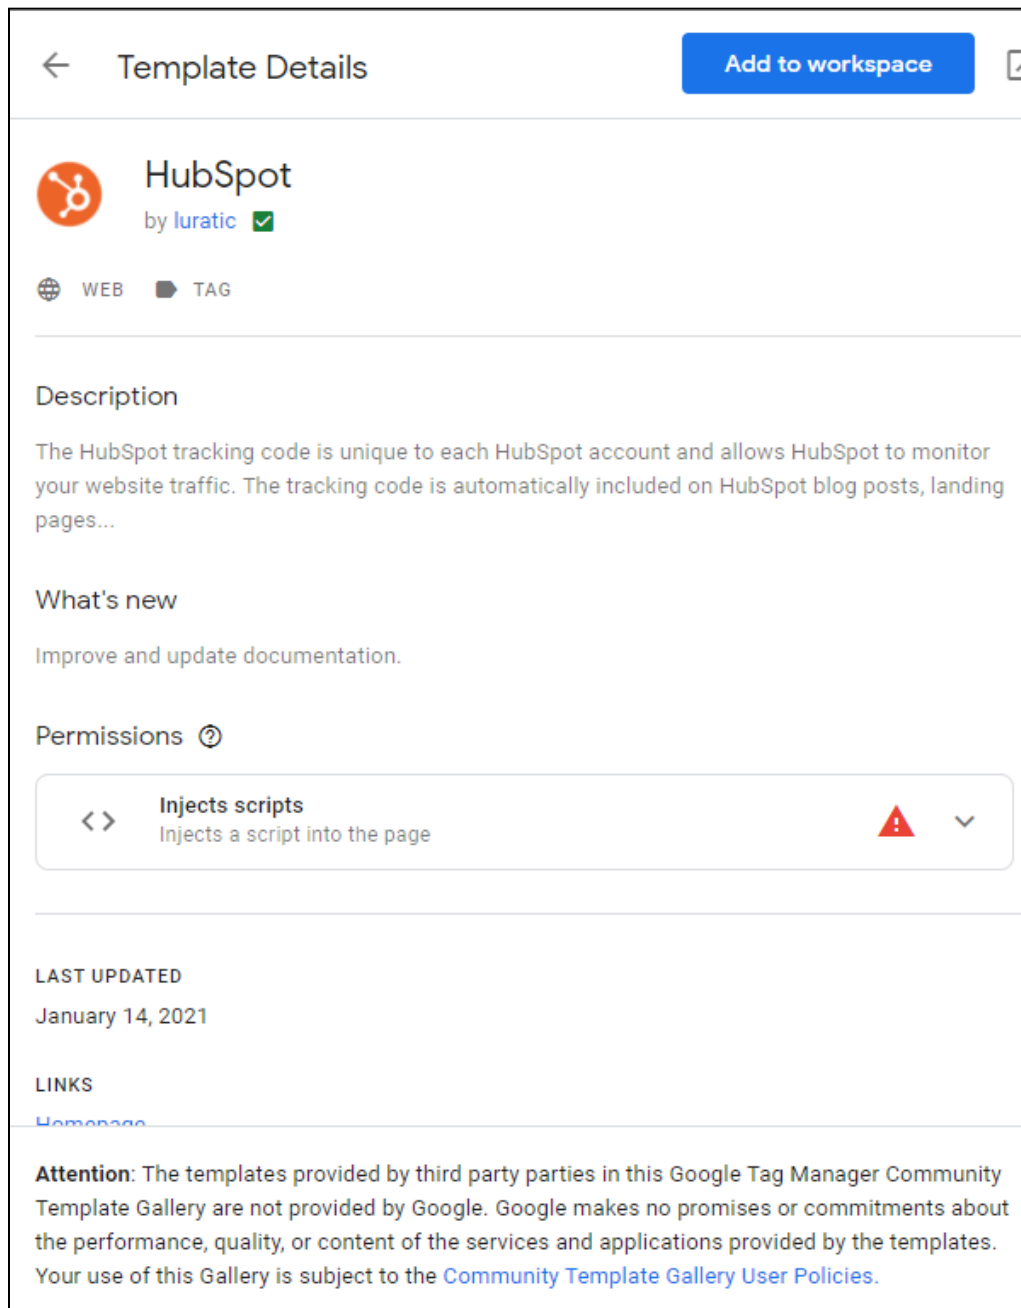 Template Details
Add to workspace
HubSpot
by luratic
WEB TAG
Description
The HubSpot tracking code is unique to each HubSpot account and allows HubSpot to monitor
your website traffic. The tracking code is automatically included on HubSpot blog posts, landing
pages...
What's new
Improve and update documentation.
Permissions
Injects scripts
Injects a script into the page
LAST UPDATED
January 14, 2021
LINKS
Homepage
Attention: The templates provided by third party parties in this Google Tag Manager Community
Template Gallery are not provided by Google. Google makes no promises or commitments about
the performance, quality, or content of the services and applications provided by the templates.
Your use of this Gallery is subject to the Community Template Gallery User Policies.